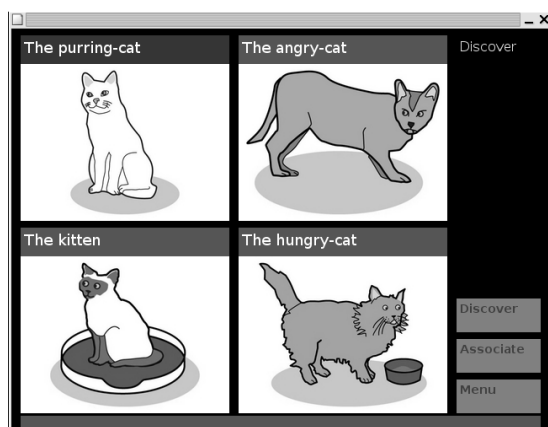 The purring-cat
The angry-cat
Discover
The kitten
The hungry-cat
Discover
Associate
Menu